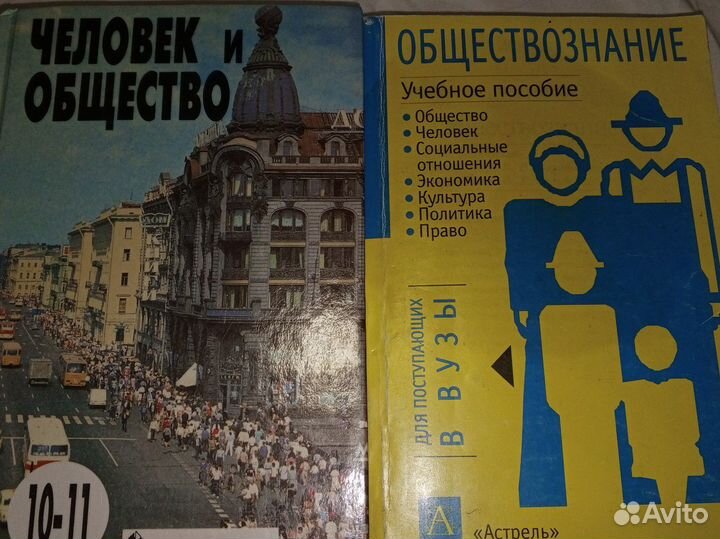 ЧЕЛОВЕК И
ОБЩЕСТВО
10-11
ОБЩЕСТВОЗНАНИЕ
Учебное пособие
• Общество
• Человек
• Социальные
отношения
• Экономика
• Культура
• Политика
• Право
ДЛЯ ПОСТУПАЮЩИХ
В ВУЗЫ
А
«Астрель»
Avito